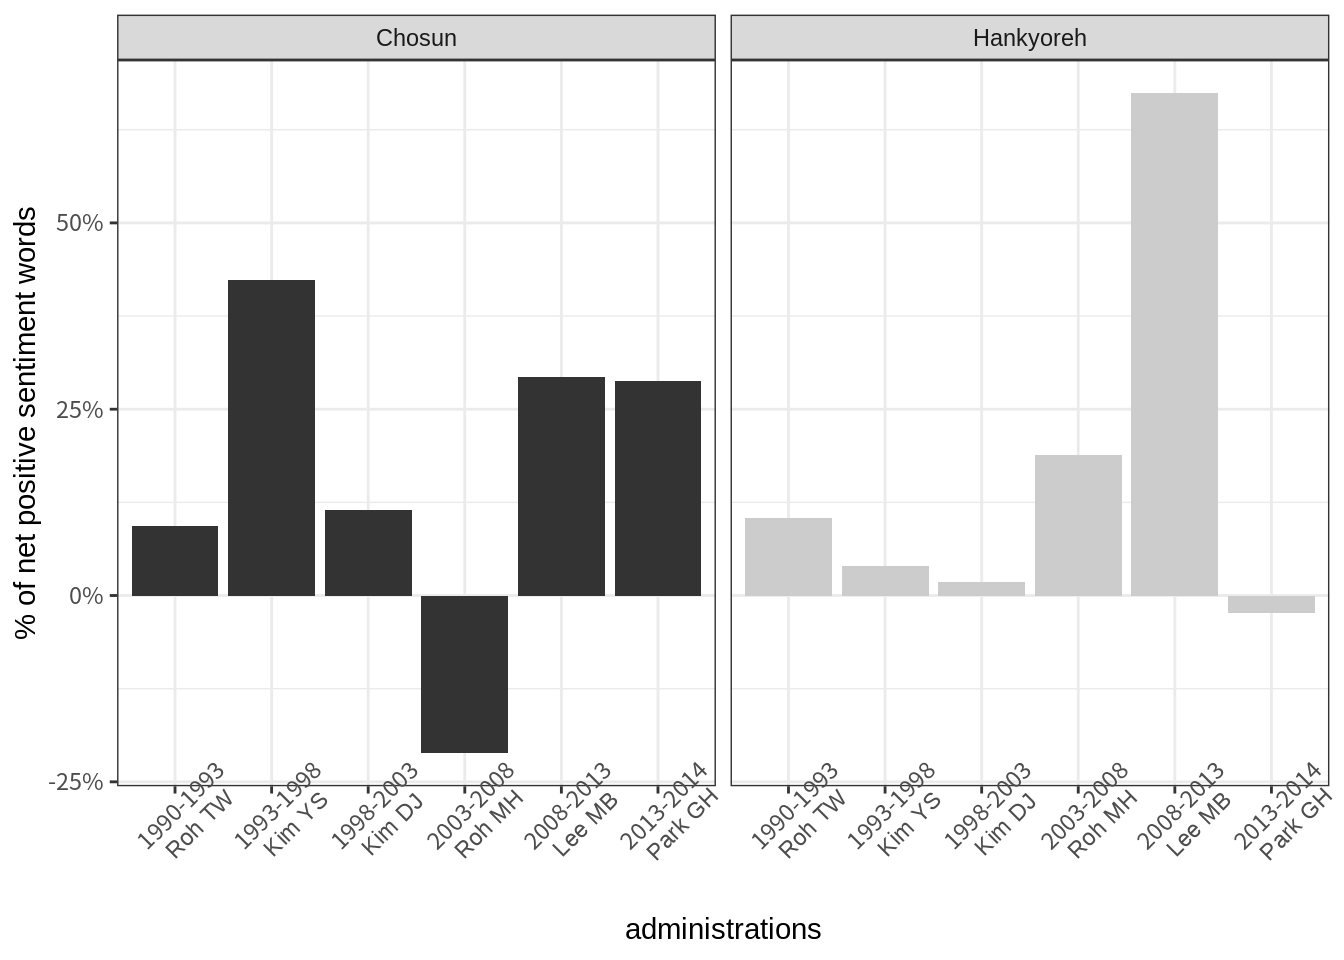 Chosun
Hankyoreh
% of net positive sentiment words
50%
25%
0%
-25%
1990-1993
Roh TW
1993-1998
Kim YS
1998-2003
Kim DJ
2003-2008
Roh MH
2008-2013
Lee MB
2013-2014
Park GH
1990-1993
Roh TW
1993-1998
Kim YS
1998-2003
Kim DJ
2003-2008
Roh MH
2008-2013
Lee MB
2013-2014
Park GH
administrations